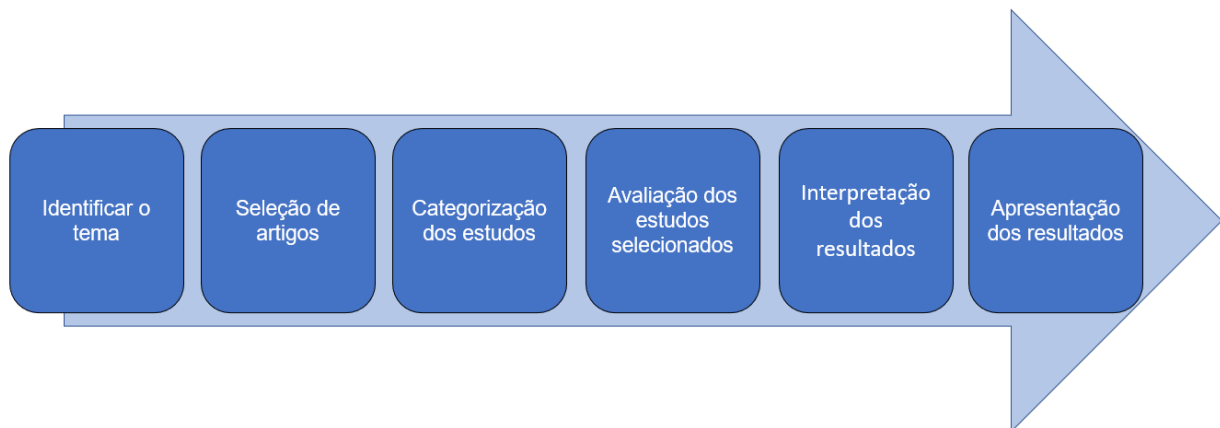 Identificar o
tema
Seleção de
artigos
Categorização
dos estudos
Avaliação dos
estudos
selecionados
Interpretação
dos
resultados
Apresentação
dos resultados